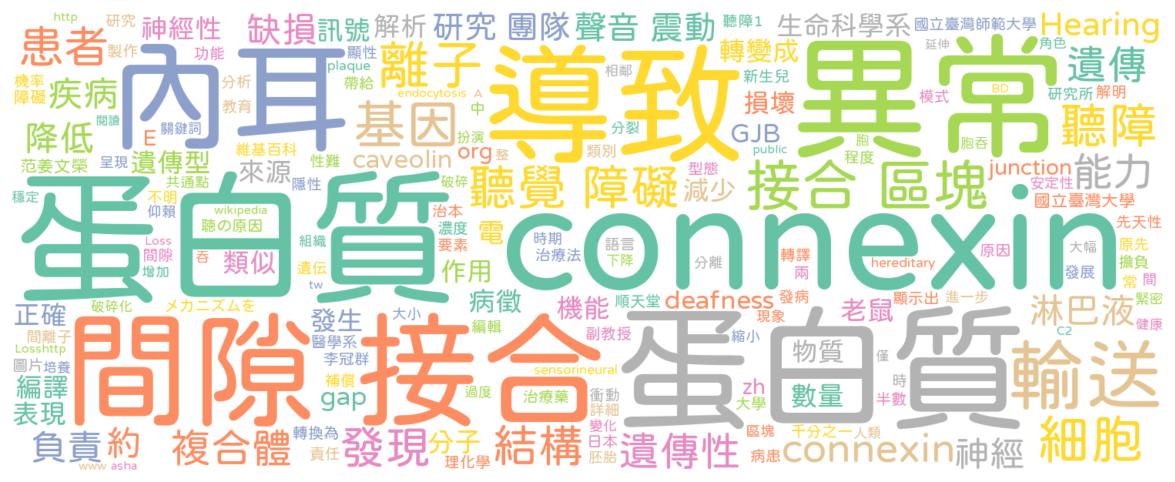 患者
製作
研究
神經性
功能
缺損
訊號
顯性
plaque
帶給
解析
研究 團隊
聲音 震動
聽障1
相鄰
新生兒
轉變成
生命科學系
國立臺灣師範大學
延伸
角色
Hearing
遺傳
機率
障礙
疾病
內耳
分析
教育
離子
endocytosis
A
中
導致
異常
BD
損壞
模式
研究所
解明
降低
閱讀
E
關鍵詞
基因
扮演
分裂
GJB
public
胞
程度
胞吞
聽障
范姜文榮
呈現
遺傳型
維基百科
來源
性難
caveolin
org
整
類別
型態
減少
聽覺 障礙
接合 區塊
junction
安定性
能力
國立臺灣大學
穩定
共通點
不明
仰賴
隱性
破碎
治本
wikipedia
聴の原因
濃度
要素
電
時期
治療法
語言
下降
轉譯
兩
原因
hereditary
先天性
大幅
原先
擔負
發展
常
間
緊密
蛋白質
connexin
Loss
間隙
增加
吞
組織
類似
遺伝
tw
作用
分離
發病
現象
顯示出
進一步
正確
破碎化
メカニズムを
病徵
機能
順天堂
deafness
老鼠
淋巴液
C2
健康
間離子
Losshttp
圖片
培養
發生
大小
醫學系
李冠群
編輯
副教授
縮小
物質
僅
時
半數
間隙 接合
蛋白質
輸送
編譯
表現
補償
gap
過度
sensorineural
治療藥
衝動
詳細
zh
大學
數量
負責
約
複合體
轉換為
責任
發現
分子
理化學
結構
變化
日本
胚胎
遺傳性
區塊
病患
千分之一
人類
connexin
神經
細胞
www
asha
http